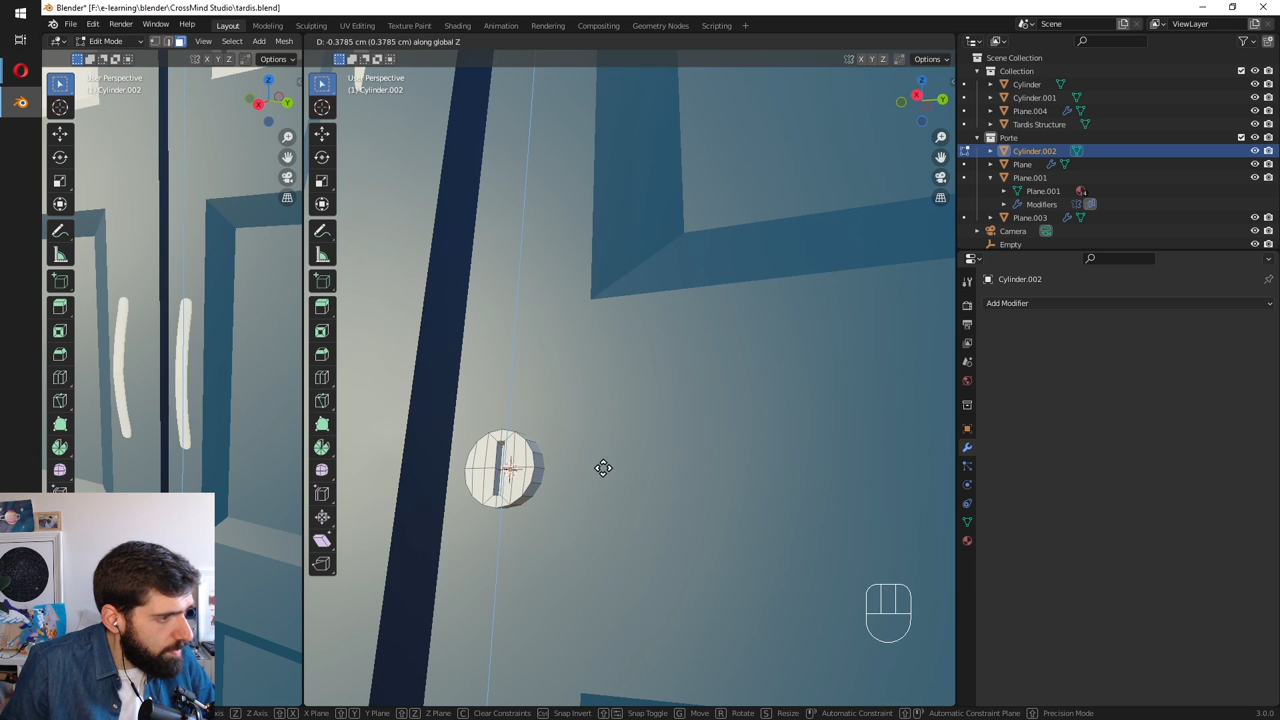 Blender* [F:\e-learning\blender\CrossMind Studio\tardis.blend]
File Edit Render Window Help Layout Modeling Sculpting UV Editing Texture Paint Shading Animation Rendering Compositing Geometry Nodes Scripting + Scene ViewLayer
Edit Mode View Select Add Mesh
D: -0.3785 cm (0.3785 cm) along global Z
X Y Z Options
X Y Z Options
User Perspective
(1) Cylinder.002
User Perspective
(1) Cylinder.002
Z
Y
X
Z
Y
X
Scene Collection
Collection
Cylinder
Cylinder.001
Plane.004
Tardis Structure
Porte
Cylinder.002
Plane
Plane.001
Plane.001
4
Modifiers
Plane.003
Camera
Empty
Cylinder.002
Add Modifier
Z Z Axis X X Plane Y Y Plane Z Z Plane C Clear Constraints Snap Invert Snap Toggle G Move R Rotate S Resize Automatic Constraint Automatic Constraint Plane Precision Mode 3.0.0